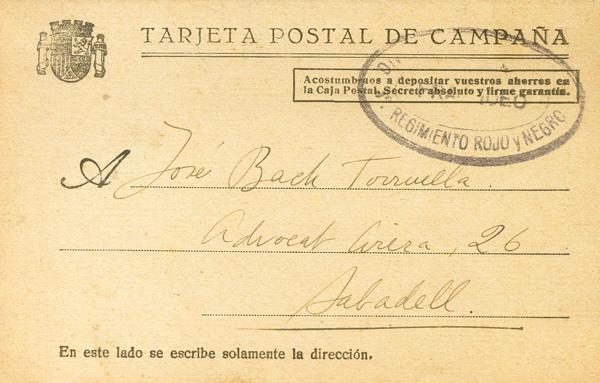 TARJETA POSTAL DE CAMPAÑA
Acostumbraos a depositar vuestros ahorros en
la Caja Postal. Secreto absoluto y firme garantía.
REGIMIENTO ROJO y NEGRO
A José Bach Torruella.
Advocat Cirera, 26
Sabadell.
En este lado se escribe solamente la dirección.